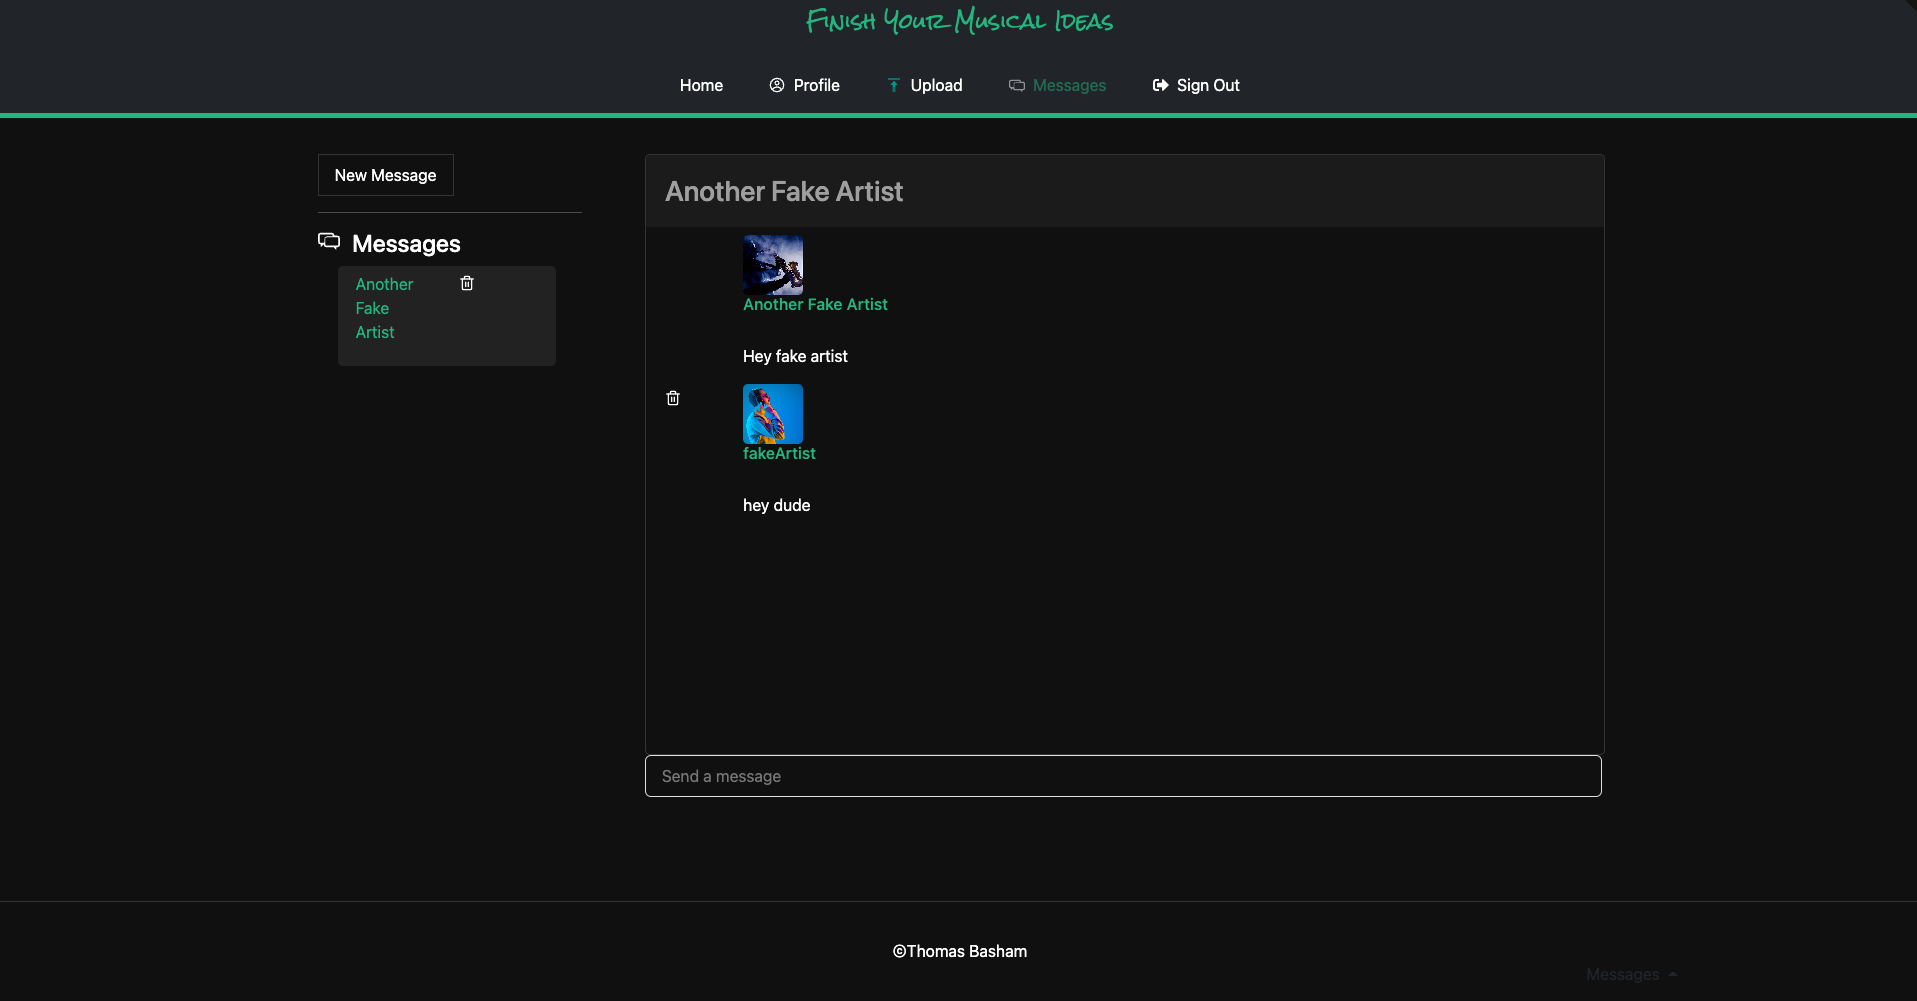 Finish Your Musical Ideas
Home Profile Upload Messages Sign Out
New Message
Messages
Another
Fake
Artist
Another Fake Artist
Another Fake Artist
Hey fake artist
fakeArtist
hey dude
Send a message
©Thomas Basham
Messages